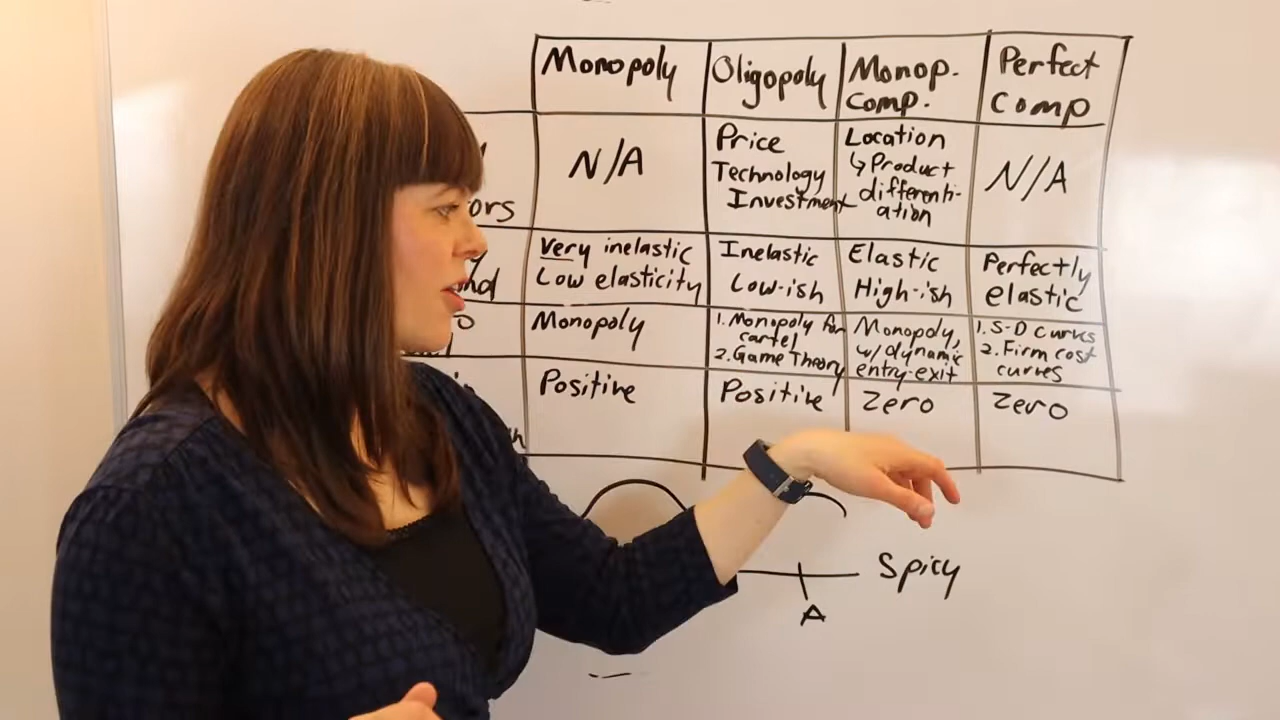 Monopoly
Oligopoly
Monop.
Comp.
Perfect
Comp
N/A
Price
Technology
Investment
Location
↳ Product
differenti-
ation
N/A
Very inelastic
Low elasticity
Inelastic
Low-ish
Elastic
High-ish
Perfectly
elastic
Monopoly
1. Monopoly for
cartel
2. Game Theory
Monopoly,
w/ dynamic
entry-exit
1. S-D curves
2. Firm cost
curves
Positive
Positive
Zero
Zero
Spicy
A